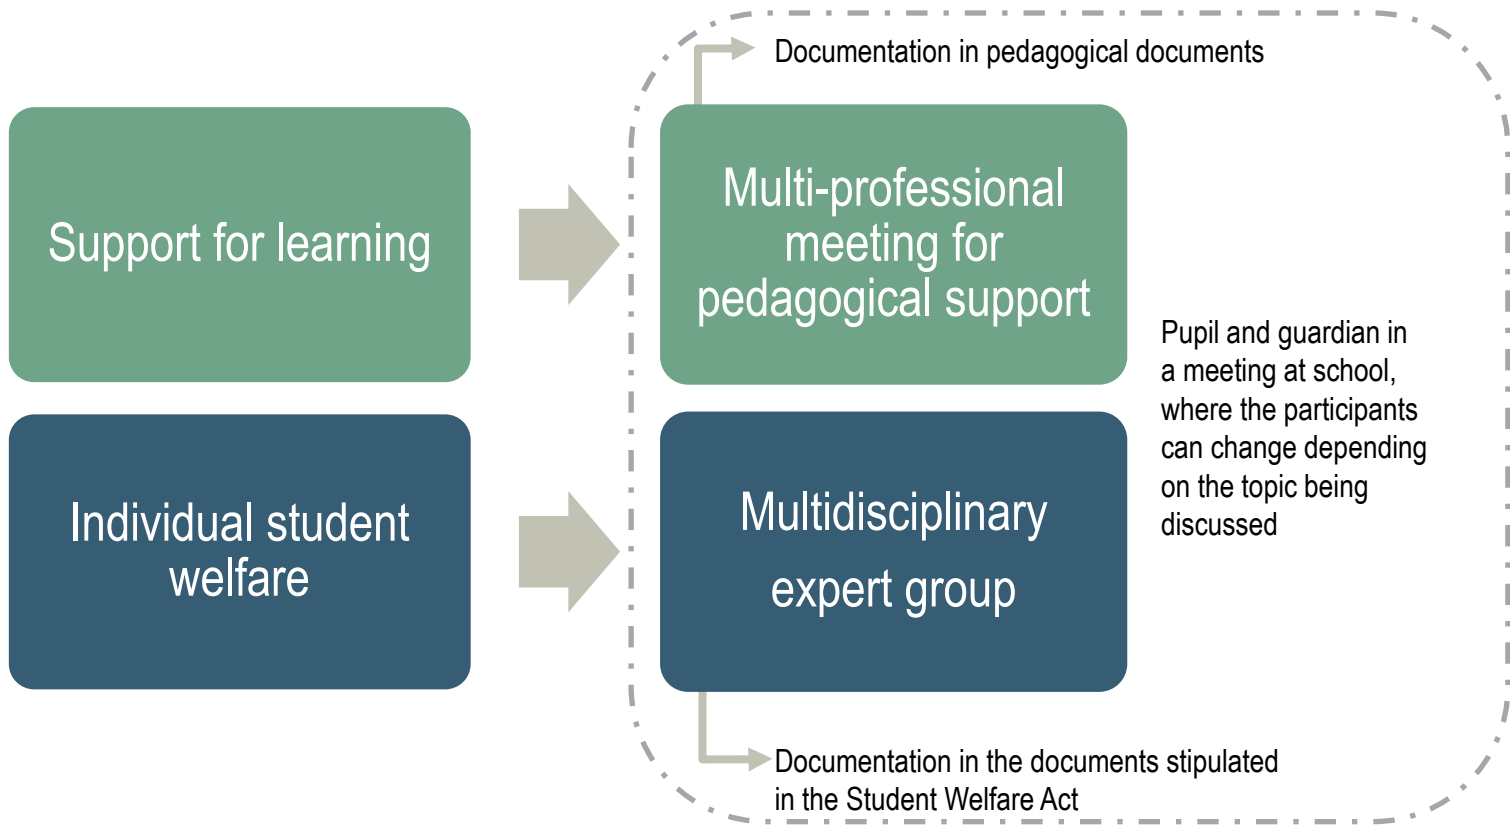 Documentation in pedagogical documents
Support for learning
Multi-professional
meeting for
pedagogical support
Pupil and guardian in
a meeting at school,
where the participants
can change depending
on the topic being
discussed
Individual student
welfare
Multidisciplinary
expert group
Documentation in the documents stipulated
in the Student Welfare Act